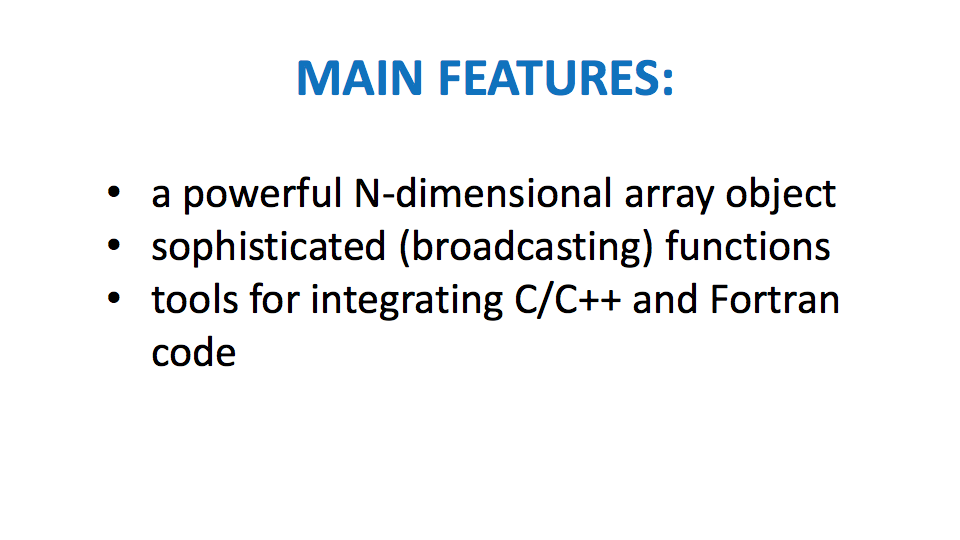 MAIN FEATURES:
• a powerful N-dimensional array object
• sophisticated (broadcasting) functions
• tools for integrating C/C++ and Fortran
code